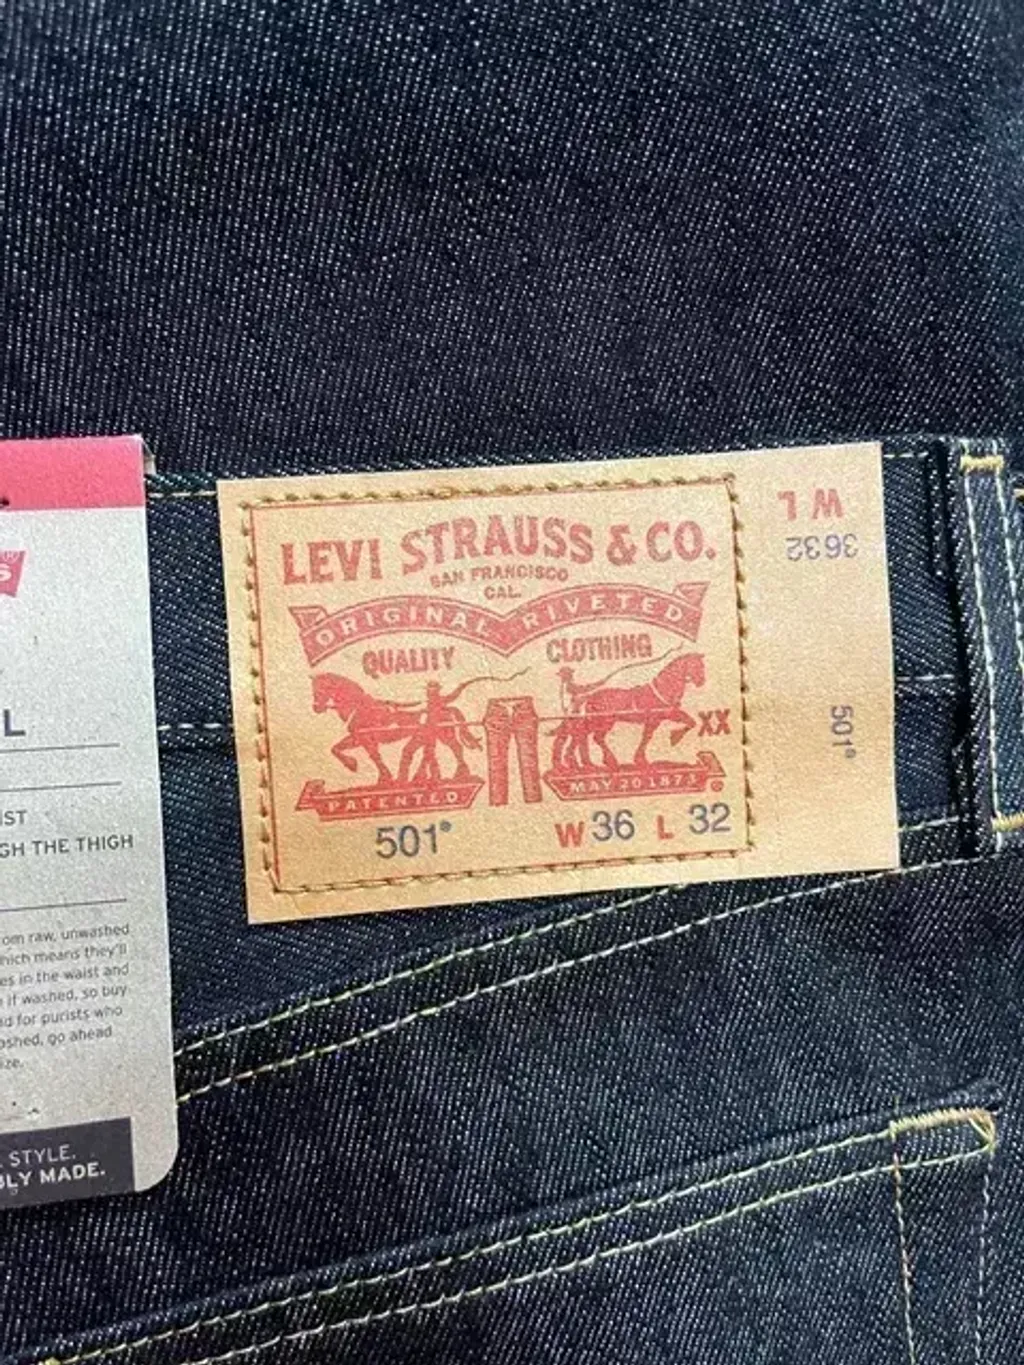 LEVI STRAUSS & CO.
SAN FRANCISCO
CAL.
ORIGINAL RIVETED
QUALITY CLOTHING
XX
PATENTED MAY 20 1873
501® W 36 L 32
W L
3632
501®
S
L
IST
GH THE THIGH
om raw, unwashed
hich means they'll
es in the waist and
if washed, so buy
d for purists who
ashed, go ahead
ize.
STYLE.
BLY MADE.